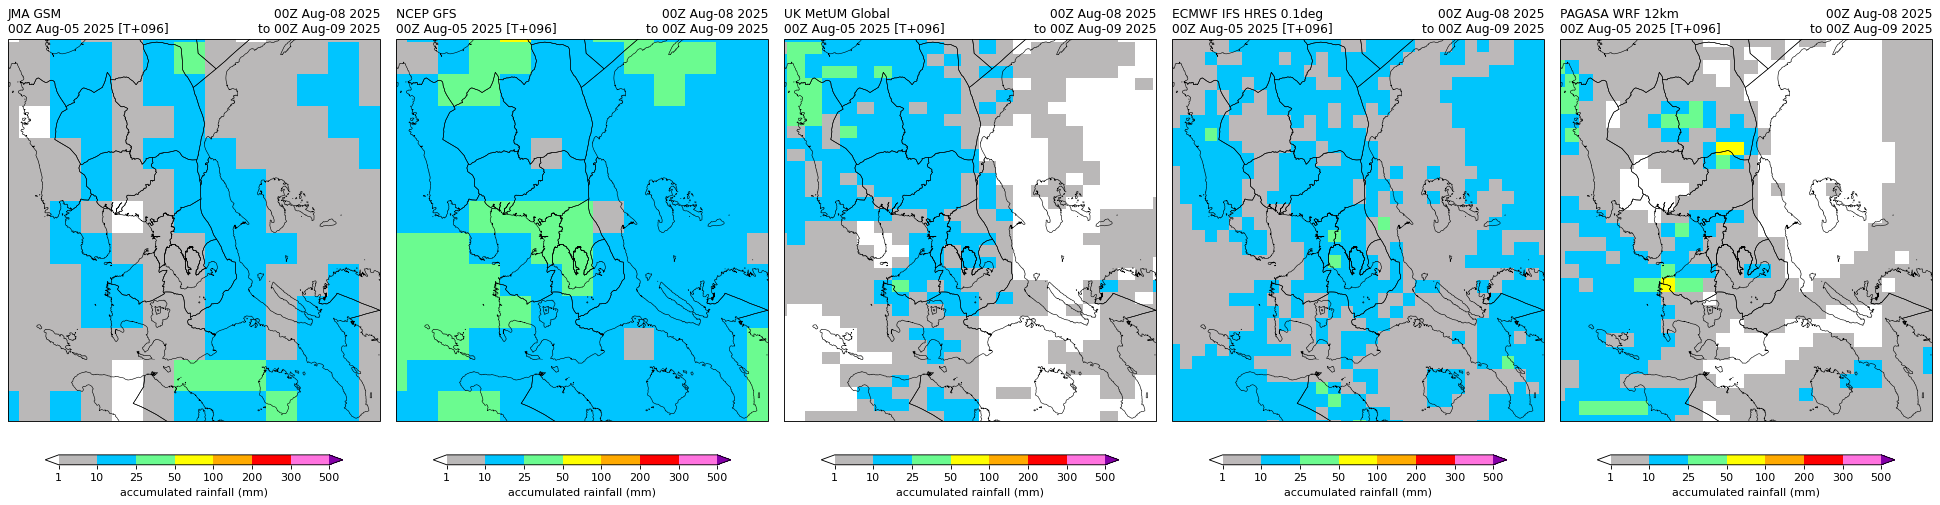 JMA GSM 00Z Aug-08 2025
00Z Aug-05 2025 [T+096] to 00Z Aug-09 2025
NCEP GFS 00Z Aug-08 2025
00Z Aug-05 2025 [T+096] to 00Z Aug-09 2025
UK MetUM Global 00Z Aug-08 2025
00Z Aug-05 2025 [T+096] to 00Z Aug-09 2025
ECMWF IFS HRES 0.1deg 00Z Aug-08 2025
00Z Aug-05 2025 [T+096] to 00Z Aug-09 2025
PAGASA WRF 12km 00Z Aug-08 2025
00Z Aug-05 2025 [T+096] to 00Z Aug-09 2025
1 10 25 50 100 200 300 500
accumulated rainfall (mm)
1 10 25 50 100 200 300 500
accumulated rainfall (mm)
1 10 25 50 100 200 300 500
accumulated rainfall (mm)
1 10 25 50 100 200 300 500
accumulated rainfall (mm)
1 10 25 50 100 200 300 500
accumulated rainfall (mm)